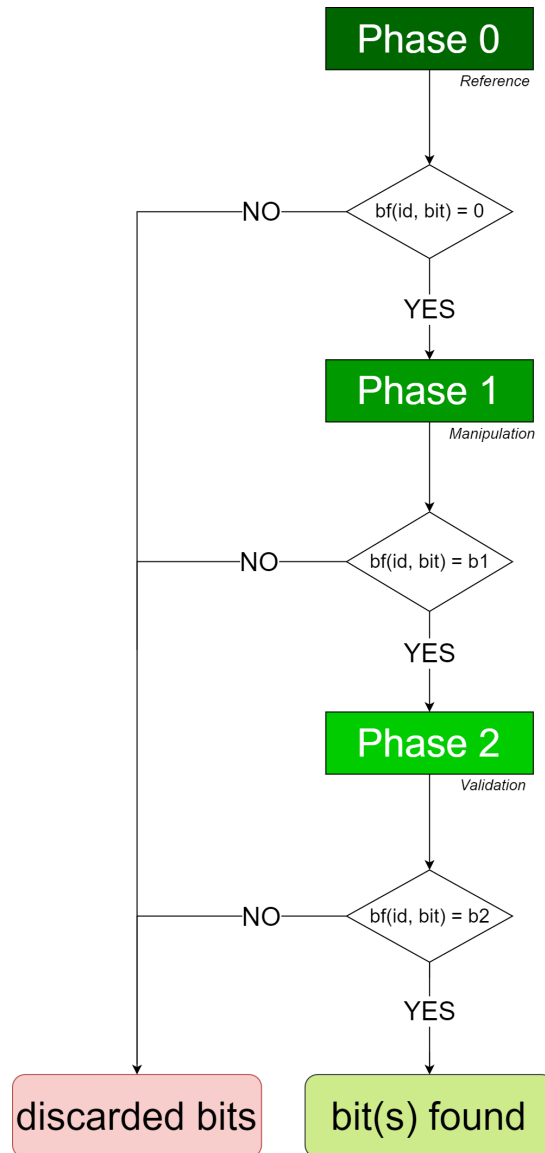 Phase 0
Reference
NO
bf(id, bit) = 0
YES
Phase 1
Manipulation
NO
bf(id, bit) = b1
YES
Phase 2
Validation
NO
bf(id, bit) = b2
YES
discarded bits
bit(s) found